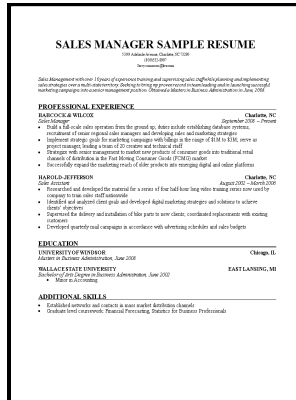 SALES MANAGER SAMPLE RESUME
Sales Management with over 10 years of experience training and supervising sales staff while planning and implementing
sales strategies over a multi-state territory. Seeking to bring my proven record in team leading and in launching successful
marketing campaigns into a senior management position. Obtained a Masters in Business Administration in June, 2008
PROFESSIONAL EXPERIENCE
BABCOCK & WILCOX Charlotte, NC
Sales Manager September 2006 – Present
• Build a full-scale sales operation from the ground up; duties include establishing database systems,
recruitment of senior regional sales managers and developing sales and marketing strategies
• Implement strategic goals for marketing campaigns with billings in the range of $1M to $1M, serve as
project manager, leading a team of 20 creative and technical staff
• Strategies with senior management to market new products of consumer goods into traditional retail
channels of distribution in the Fast Moving Consumer Goods (FCMG) market
• Successfully expand the marketing reach of older products into emerging digital and online platforms
HAROLD-JEFFERSON Charlotte, NC
Sales Assistant August 2002 – March 2006
• Researched and developed the material for a series of four half-hour long video training series now used by
company nationwide
• Identified and analyzed client goals and developed digital marketing strategies and solutions to achieve
clients' objectives
• Supervised the delivery and installation of bike parts to new clients, coordinated replacements with existing
customers
• Developed quarterly mail campaigns in accordance with advertising schedules and sales budgets
EDUCATION
UNIVERSITY OF WINDSOR Chicago, IL
Masters in Business Administration, June 2008
WALLACE STATE UNIVERSITY EAST LANSING, MI
Bachelor of Arts Degree in Business Administration, June 2002
• Minor in Accounting
ADDITIONAL SKILLS
• Established networks and contacts in mass market distribution channels
• Graduate level coursework: Financial Forecasting, Statistics for Business Professionals